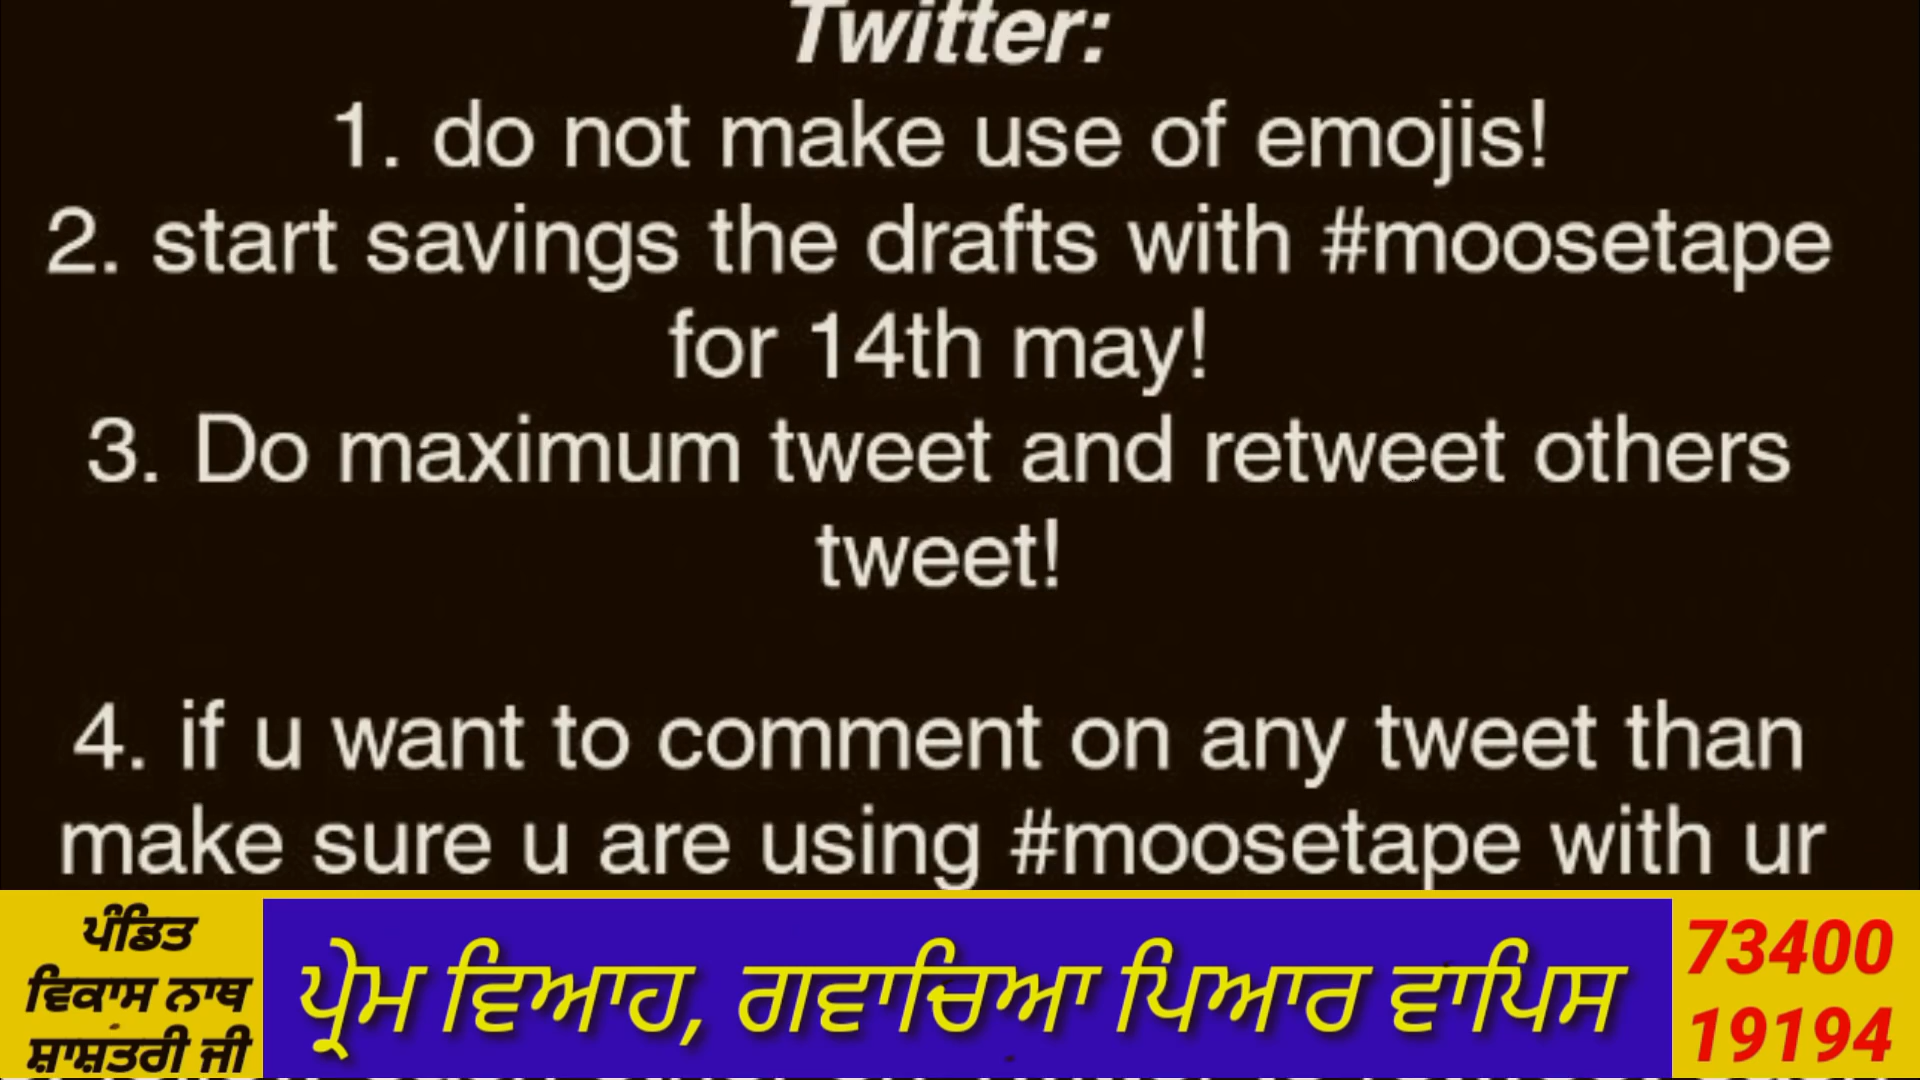 Twitter:
1. do not make use of emojis!
2. start savings the drafts with #moosetape
for 14th may!
3. Do maximum tweet and retweet others
tweet!
4. if u want to comment on any tweet than
make sure u are using #moosetape with ur
ਪੰਡਿਤ
ਵਿਕਾਸ ਨਾਥ
ਸ਼ਾਸ਼ਤਰੀ ਜੀ
ਪ੍ਰੇਮ ਵਿਆਹ, ਗਵਾਚਿਆ ਪਿਆਰ ਵਾਪਿਸ
73400
19194